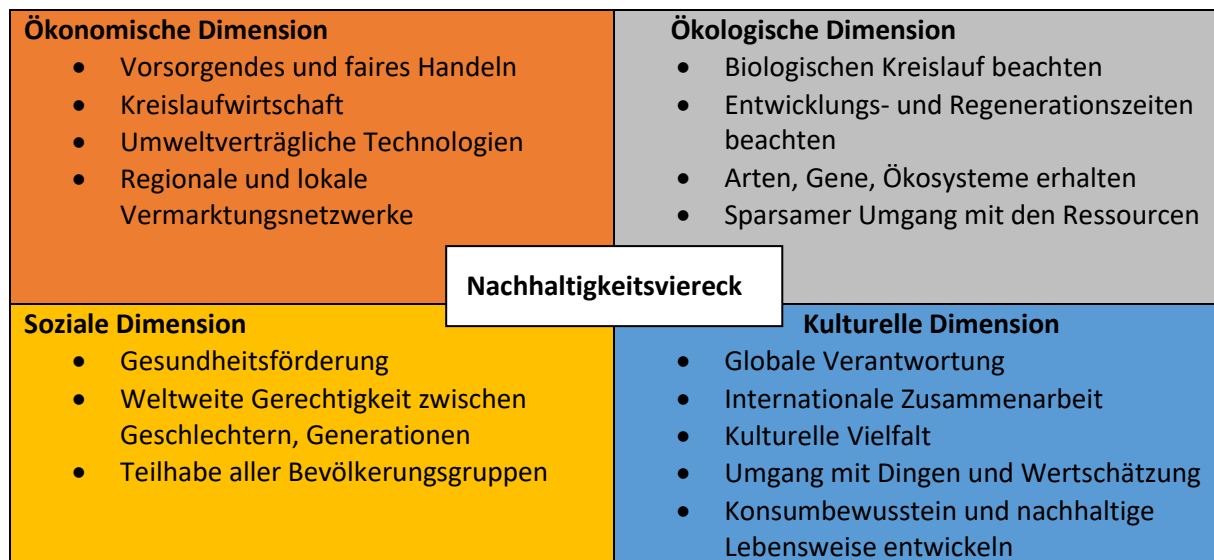 Ökonomische Dimension
• Vorsorgendes und faires Handeln
• Kreislaufwirtschaft
• Umweltverträgliche Technologien
• Regionale und lokale
Vermarktungsnetzwerke
Ökologische Dimension
• Biologischen Kreislauf beachten
• Entwicklungs- und Regenerationszeiten
beachten
• Arten, Gene, Ökosysteme erhalten
• Sparsamer Umgang mit den Ressourcen
Nachhaltigkeitsviereck
Soziale Dimension
• Gesundheitsförderung
• Weltweite Gerechtigkeit zwischen
Geschlechtern, Generationen
• Teilhabe aller Bevölkerungsgruppen
Kulturelle Dimension
• Globale Verantwortung
• Internationale Zusammenarbeit
• Kulturelle Vielfalt
• Umgang mit Dingen und Wertschätzung
• Konsumbewusstein und nachhaltige
Lebensweise entwickeln